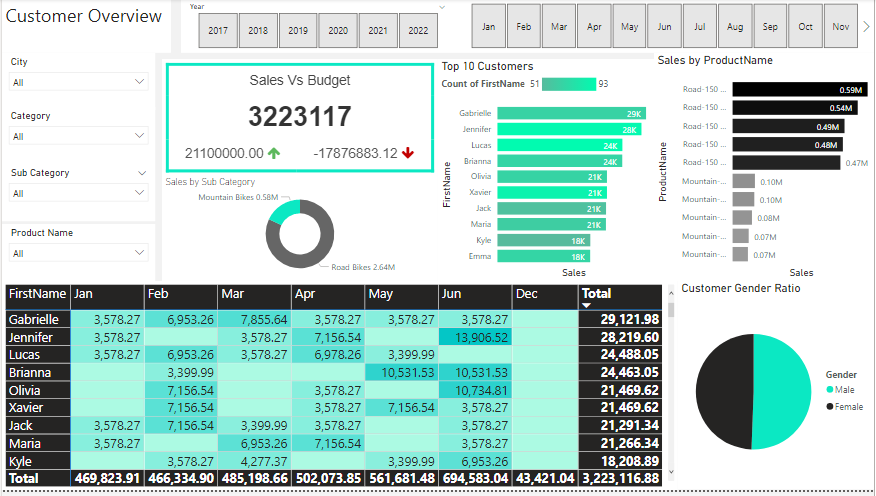 Customer Overview
Year
2017 2018 2019 2020 2021 2022
Jan Feb Mar Apr May Jun Jul Aug Sep Oct Nov
City
All
Category
All
Sub Category
All
Product Name
All
Sales Vs Budget
3223117
21100000.00 -17876883.12
Sales by Sub Category
Mountain Bikes 0.58M
Road Bikes 2.64M
Top 10 Customers
Count of FirstName 51 93
FirstName
Gabrielle 29K
Jennifer 28K
Lucas 24K
Brianna 24K
Olivia 21K
Xavier 21K
Jack 21K
Maria 21K
Kyle 18K
Emma 18K
Sales
Sales by ProductName
ProductName
Road-150 ... 0.59M
Road-150 ... 0.54M
Road-150 ... 0.49M
Road-150 ... 0.48M
Road-150 ... 0.47M
Mountain-... 0.10M
Mountain-... 0.10M
Mountain-... 0.08M
Mountain-... 0.07M
Mountain-... 0.07M
Sales
FirstName Jan Feb Mar Apr May Jun Dec Total
Gabrielle 3,578.27 6,953.26 7,855.64 3,578.27 3,578.27 3,578.27 29,121.98
Jennifer 3,578.27 3,578.27 7,156.54 13,906.52 28,219.60
Lucas 3,578.27 6,953.26 3,578.27 6,978.26 3,399.99 24,488.05
Brianna 3,399.99 10,531.53 10,531.53 24,463.05
Olivia 7,156.54 3,578.27 10,734.81 21,469.62
Xavier 7,156.54 3,578.27 7,156.54 3,578.27 21,469.62
Jack 3,578.27 7,156.54 3,399.99 3,578.27 3,578.27 21,291.34
Maria 3,578.27 6,953.26 7,156.54 3,578.27 21,266.34
Kyle 3,578.27 4,277.37 3,399.99 6,953.26 18,208.89
Total 469,823.91 466,334.90 485,198.66 502,073.85 561,681.48 694,583.04 43,421.04 3,223,116.88
Customer Gender Ratio
Gender
Male
Female